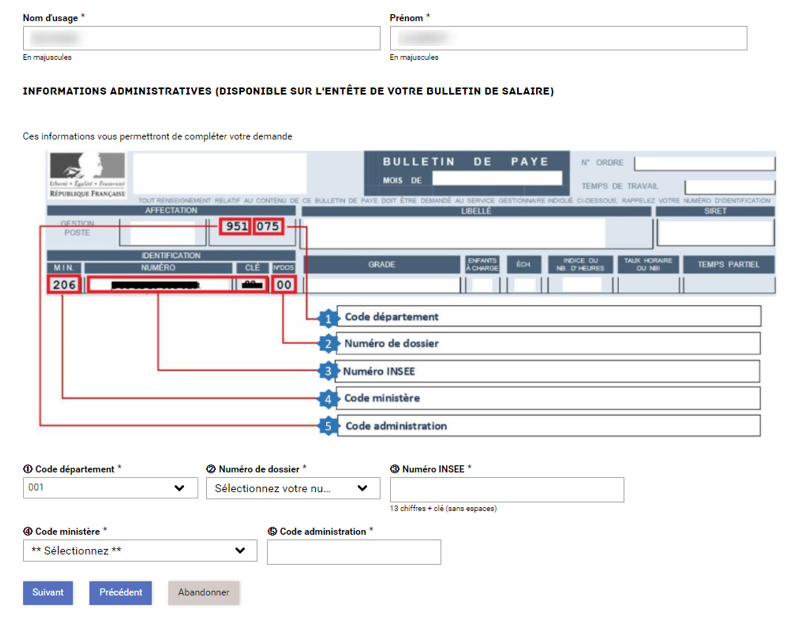 Nom d'usage *
Prénom *
En majuscules
En majuscules
INFORMATIONS ADMINISTRATIVES (DISPONIBLE SUR L'ENTÊTE DE VOTRE BULLETIN DE SALAIRE)
Ces informations vous permettront de compléter votre demande
BULLETIN DE PAYE
MOIS DE
N° ORDRE
TEMPS DE TRAVAIL
Liberté • Égalité • Fraternité
RÉPUBLIQUE FRANÇAISE
TOUT RENSEIGNEMENT RELATIF AU CONTENU DE CE BULLETIN DE PAYE DOIT ÊTRE DEMANDÉ AU SERVICE GESTIONNAIRE INDIQUÉ CI-DESSOUS, RAPPELEZ VOTRE NUMÉRO D'IDENTIFICATION
AFFECTATION
LIBELLÉ
SIRET
GESTION
POSTE
951 075
IDENTIFICATION
MIN. NUMÉRO CLÉ N°DOS
GRADE
ENFANTS
À CHARGE
ÉCH
INDICE OU
NB. D'HEURES
TAUX HORAIRE
OU NBI
TEMPS PARTIEL
206
00
1 Code département
2 Numéro de dossier
3 Numéro INSEE
4 Code ministère
5 Code administration
① Code département *
② Numéro de dossier *
③ Numéro INSEE *
001
Sélectionnez votre nu...
13 chiffres + clé (sans espaces)
④ Code ministère *
⑤ Code administration *
** Sélectionnez **
Suivant
Précédent
Abandonner